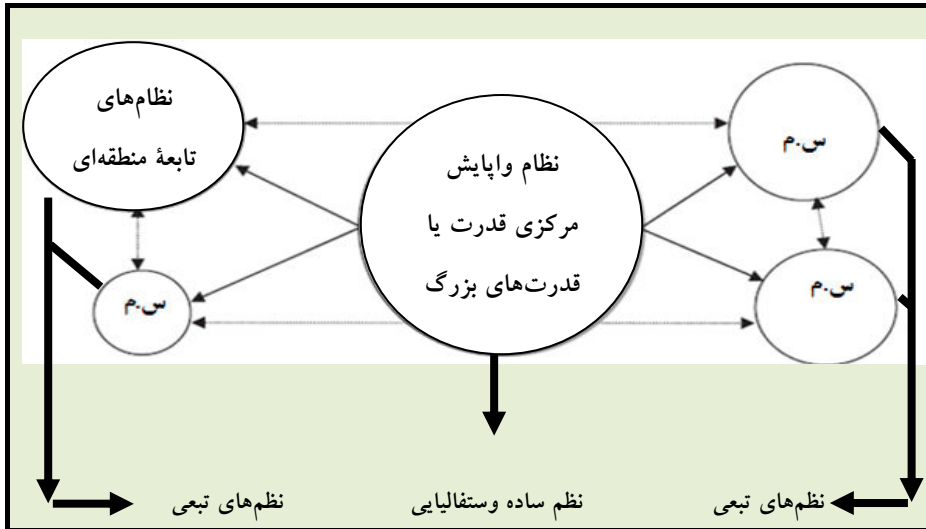 نظام‌های
تابعهٔ منطقه‌ای
نظام واپایش
مرکزی قدرت یا
قدرت‌های بزرگ
س.م
س.م
س.م
نظم‌های تبعی
نظم ساده وستفالیایی
نظم‌های تبعی